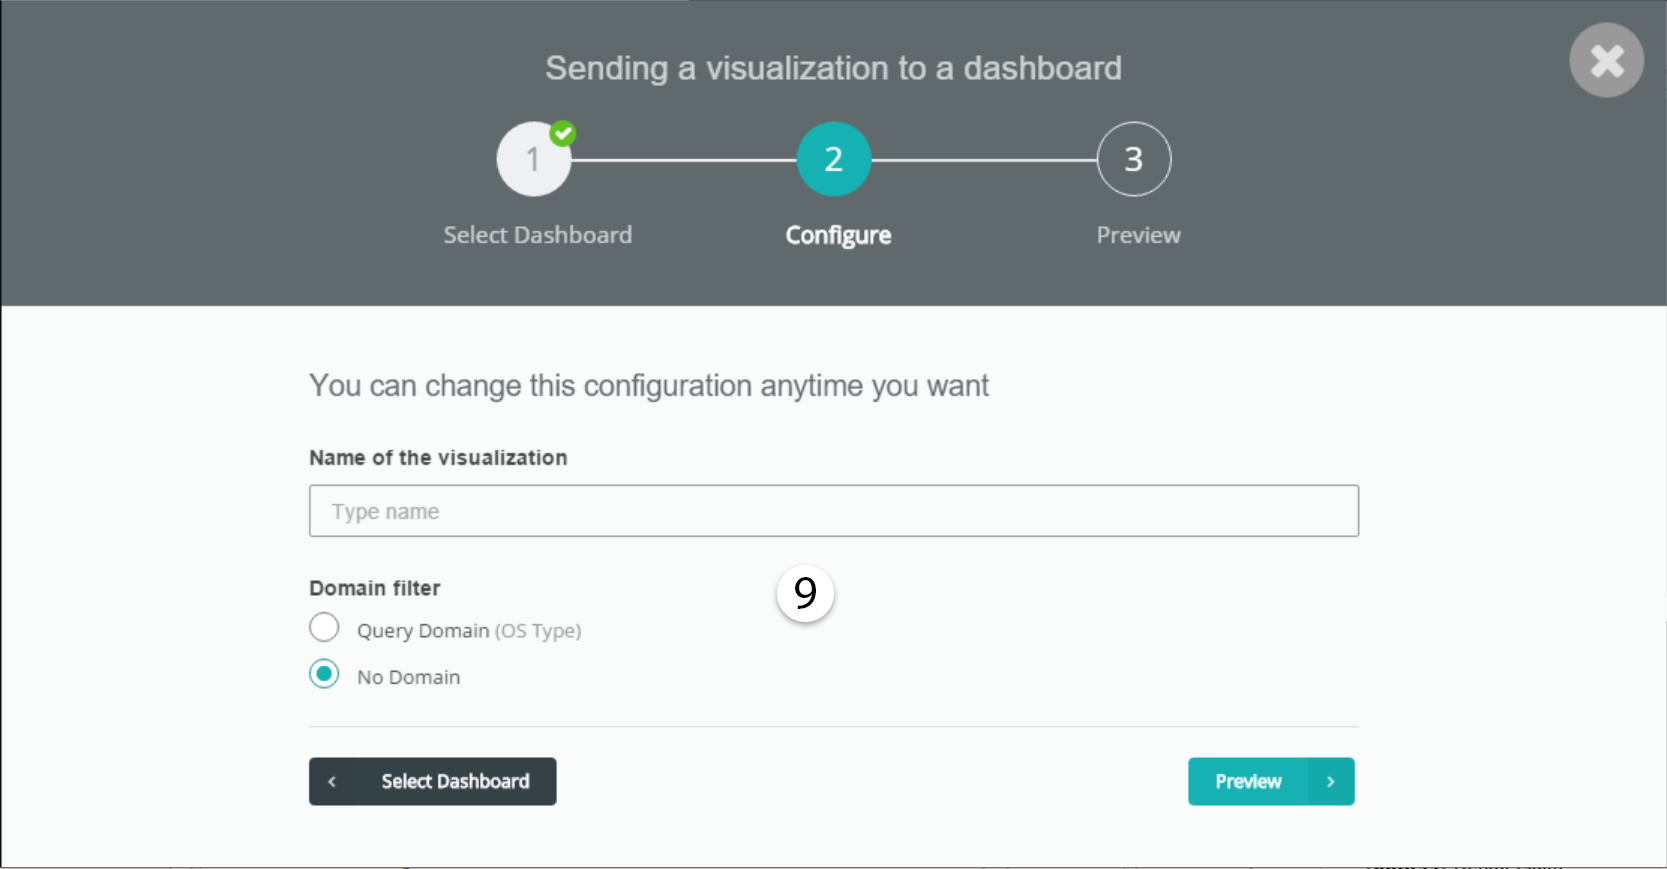 Sending a visualization to a dashboard
1 2 3
Select Dashboard Configure Preview
You can change this configuration anytime you want
Name of the visualization
Type name
Domain filter
9
Query Domain (OS Type)
No Domain
Select Dashboard Preview